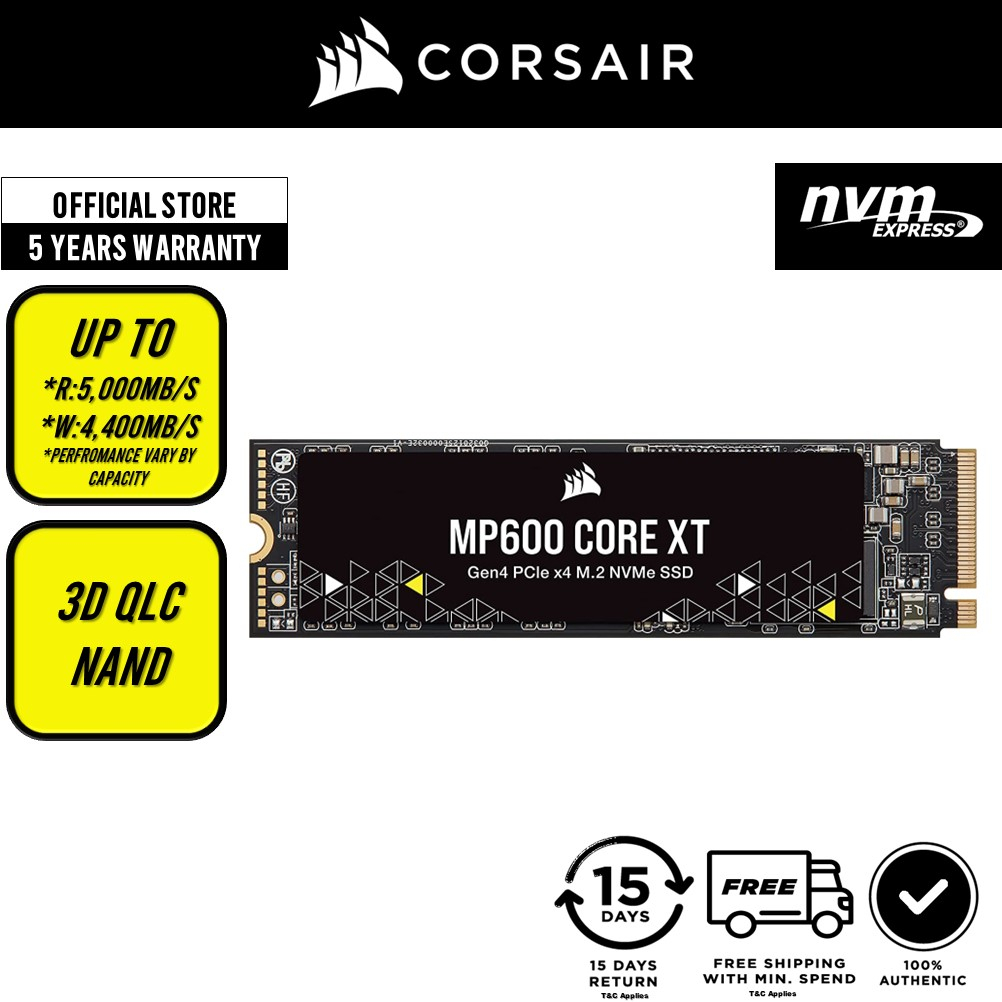 CORSAIR
OFFICIAL STORE
5 YEARS WARRANTY
nvm
EXPRESS®
UP TO
*R:5,000MB/S
*W:4,400MB/S
*PERFROMANCE VARY BY
CAPACITY
3D QLC
NAND
HF
MP600 CORE XT
Gen4 PCIe x4 M.2 NVMe SSD
15
DAYS
15 DAYS
RETURN
T&C Applies
FREE
FREE SHIPPING
WITH MIN. SPEND
T&C Applies
100%
AUTHENTIC